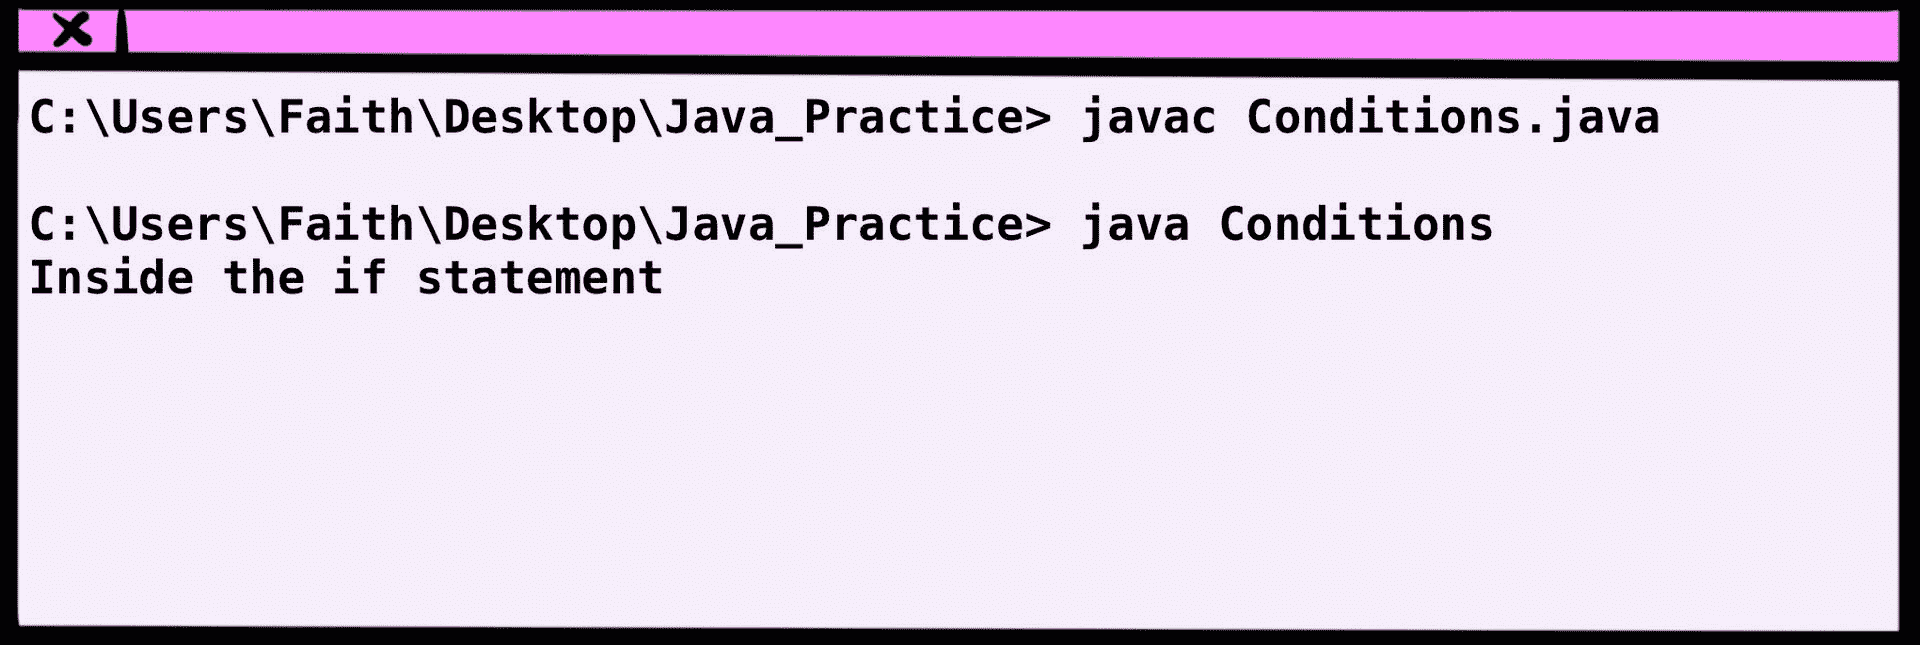 C:\Users\Faith\Desktop\Java_Practice> javac Conditions.java
C:\Users\Faith\Desktop\Java_Practice> java Conditions
Inside the if statement